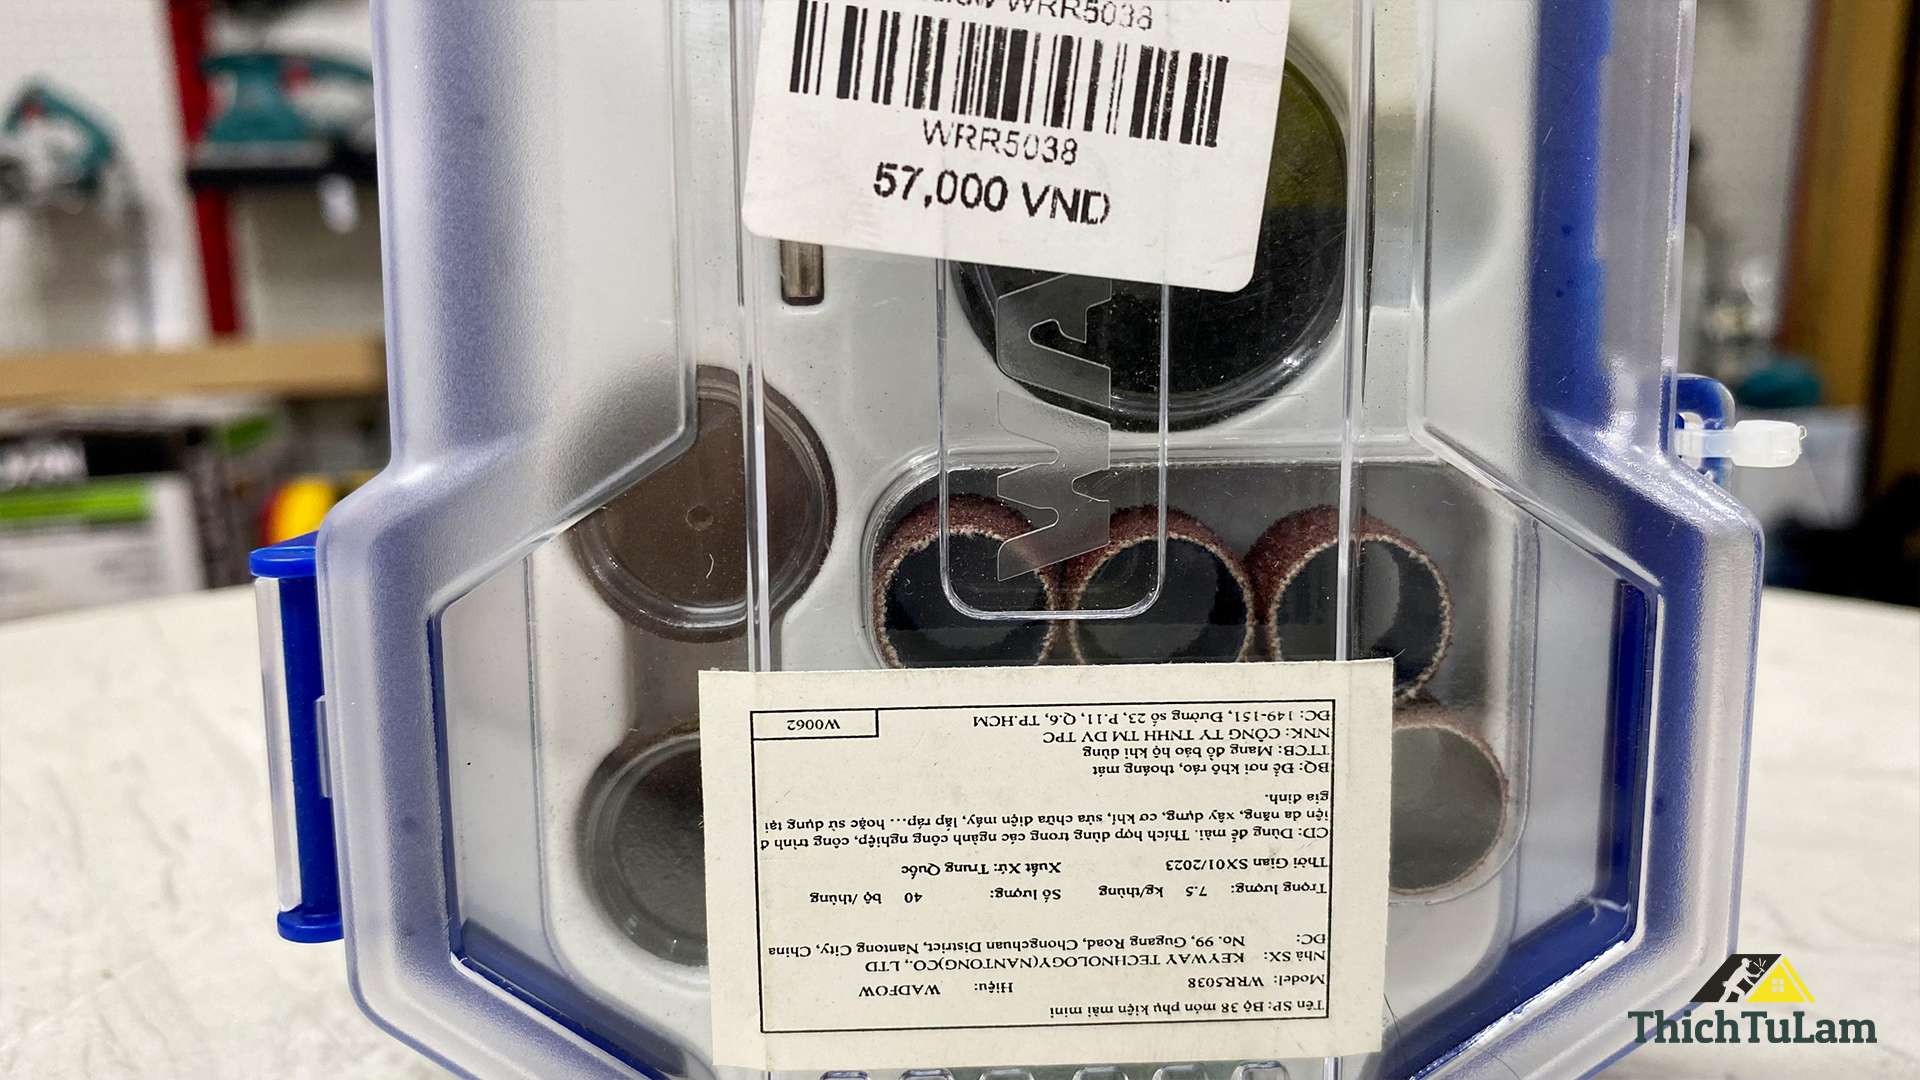 WRR5038
WRR5038
57,000 VND
WA
Tên SP: Bộ 38 món phụ kiện mài mini
Model: WRR5038 Hiệu: WADFOW
Nhà SX: KEYWAY TECHNOLOGY(NANTONG)CO., LTD
ĐC: No. 99, Gugang Road, Chongchuan District, Nantong City, China
Trọng lượng: 7.5 kg/thùng Số lượng: 40 bộ /thùng
Thời Gian SX01/2023 Xuất Xứ: Trung Quốc
CD: Dùng để mài. Thích hợp dùng trong các ngành công nghiệp, công trình đ
iện da năng, xây dựng, cơ khí, sửa chữa điện máy, lắp ráp… hoặc sử dụng tại
gia đình.
BQ: Để nơi khô ráo, thoáng mát
TTCB: Mang đồ bảo hộ khi dùng
NNK: CÔNG TY TNHH TM DV TPC
ĐC: 149-151, Đường số 23, P.11, Q.6, TP.HCM
W0062
ThichTuLam